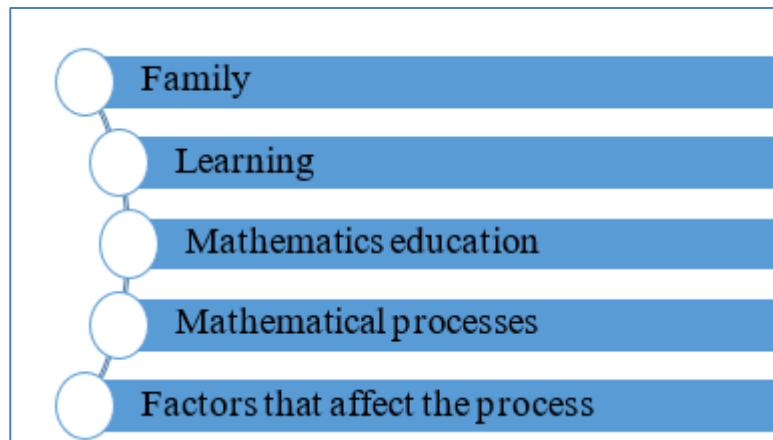 Family
Learning
Mathematics education
Mathematical processes
Factors that affect the process